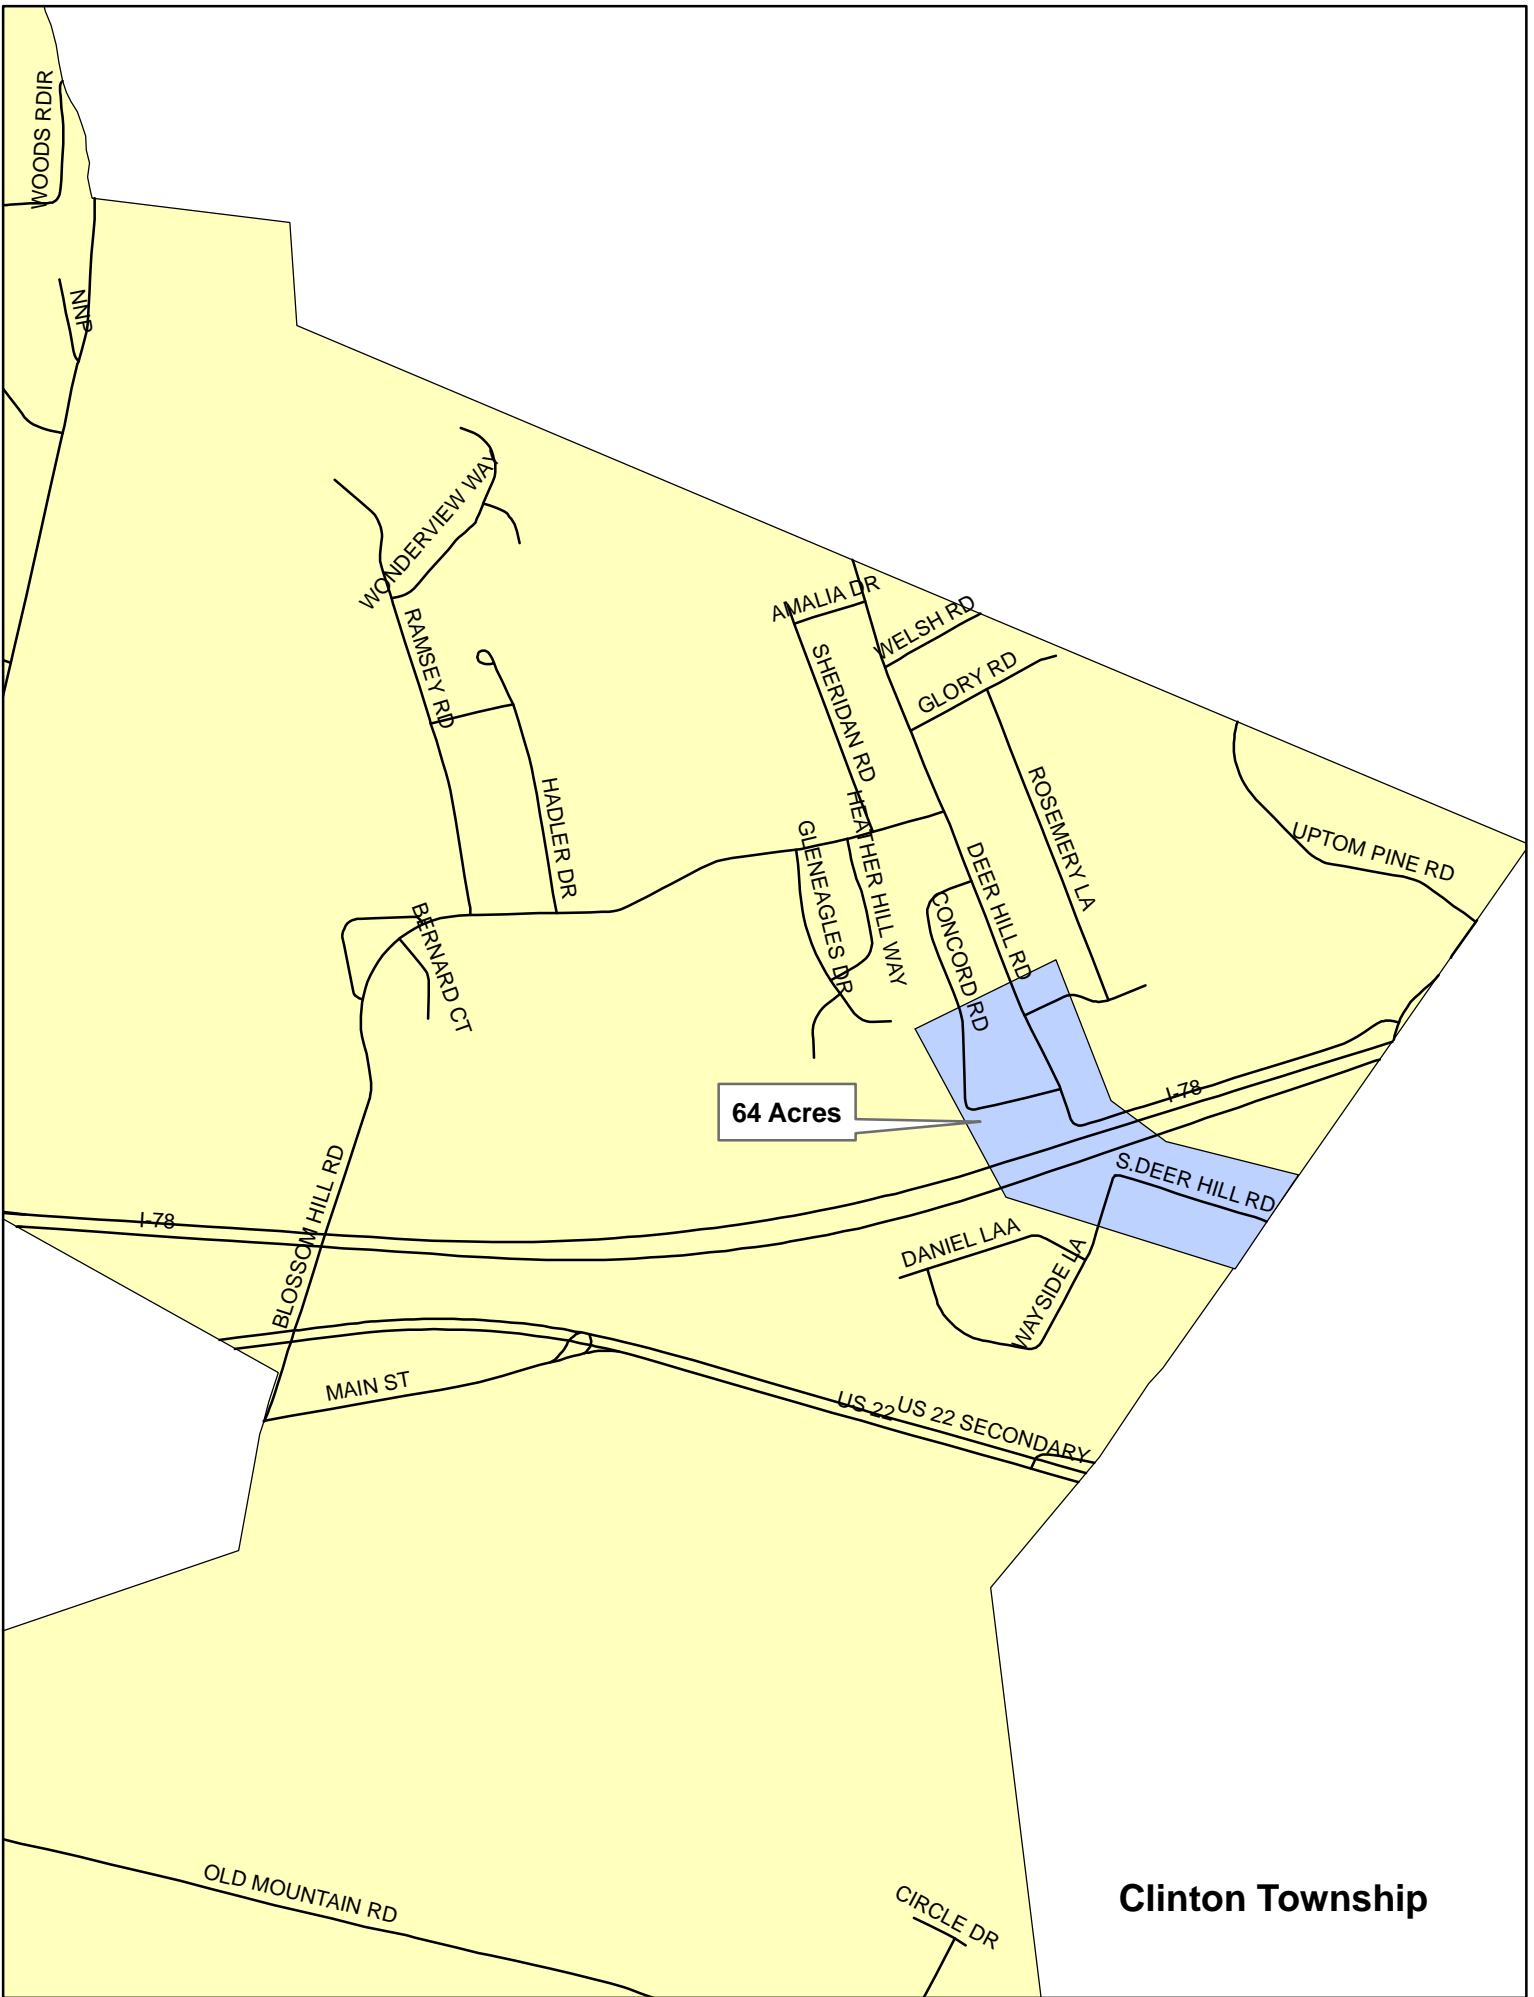 WOODS RDIR
NNP
WONDERVIEW WAY
RAMSEY RD
AMALIA DR
WELSH RD
SHERIDAN RD
GLORY RD
HADLER DR
HEATHER HILL WAY
ROSEMERY LA
GLENEAGLES DR
DEER HILL RD
UPTOM PINE RD
CONCORD RD
BERNARD CT
64 Acres
I-78
BLOSSOM HILL RD
S.DEER HILL RD
I-78
DANIEL LAA
WAYSIDE LA
MAIN ST
US 22
US 22 SECONDARY
OLD MOUNTAIN RD
CIRCLE DR
Clinton Township